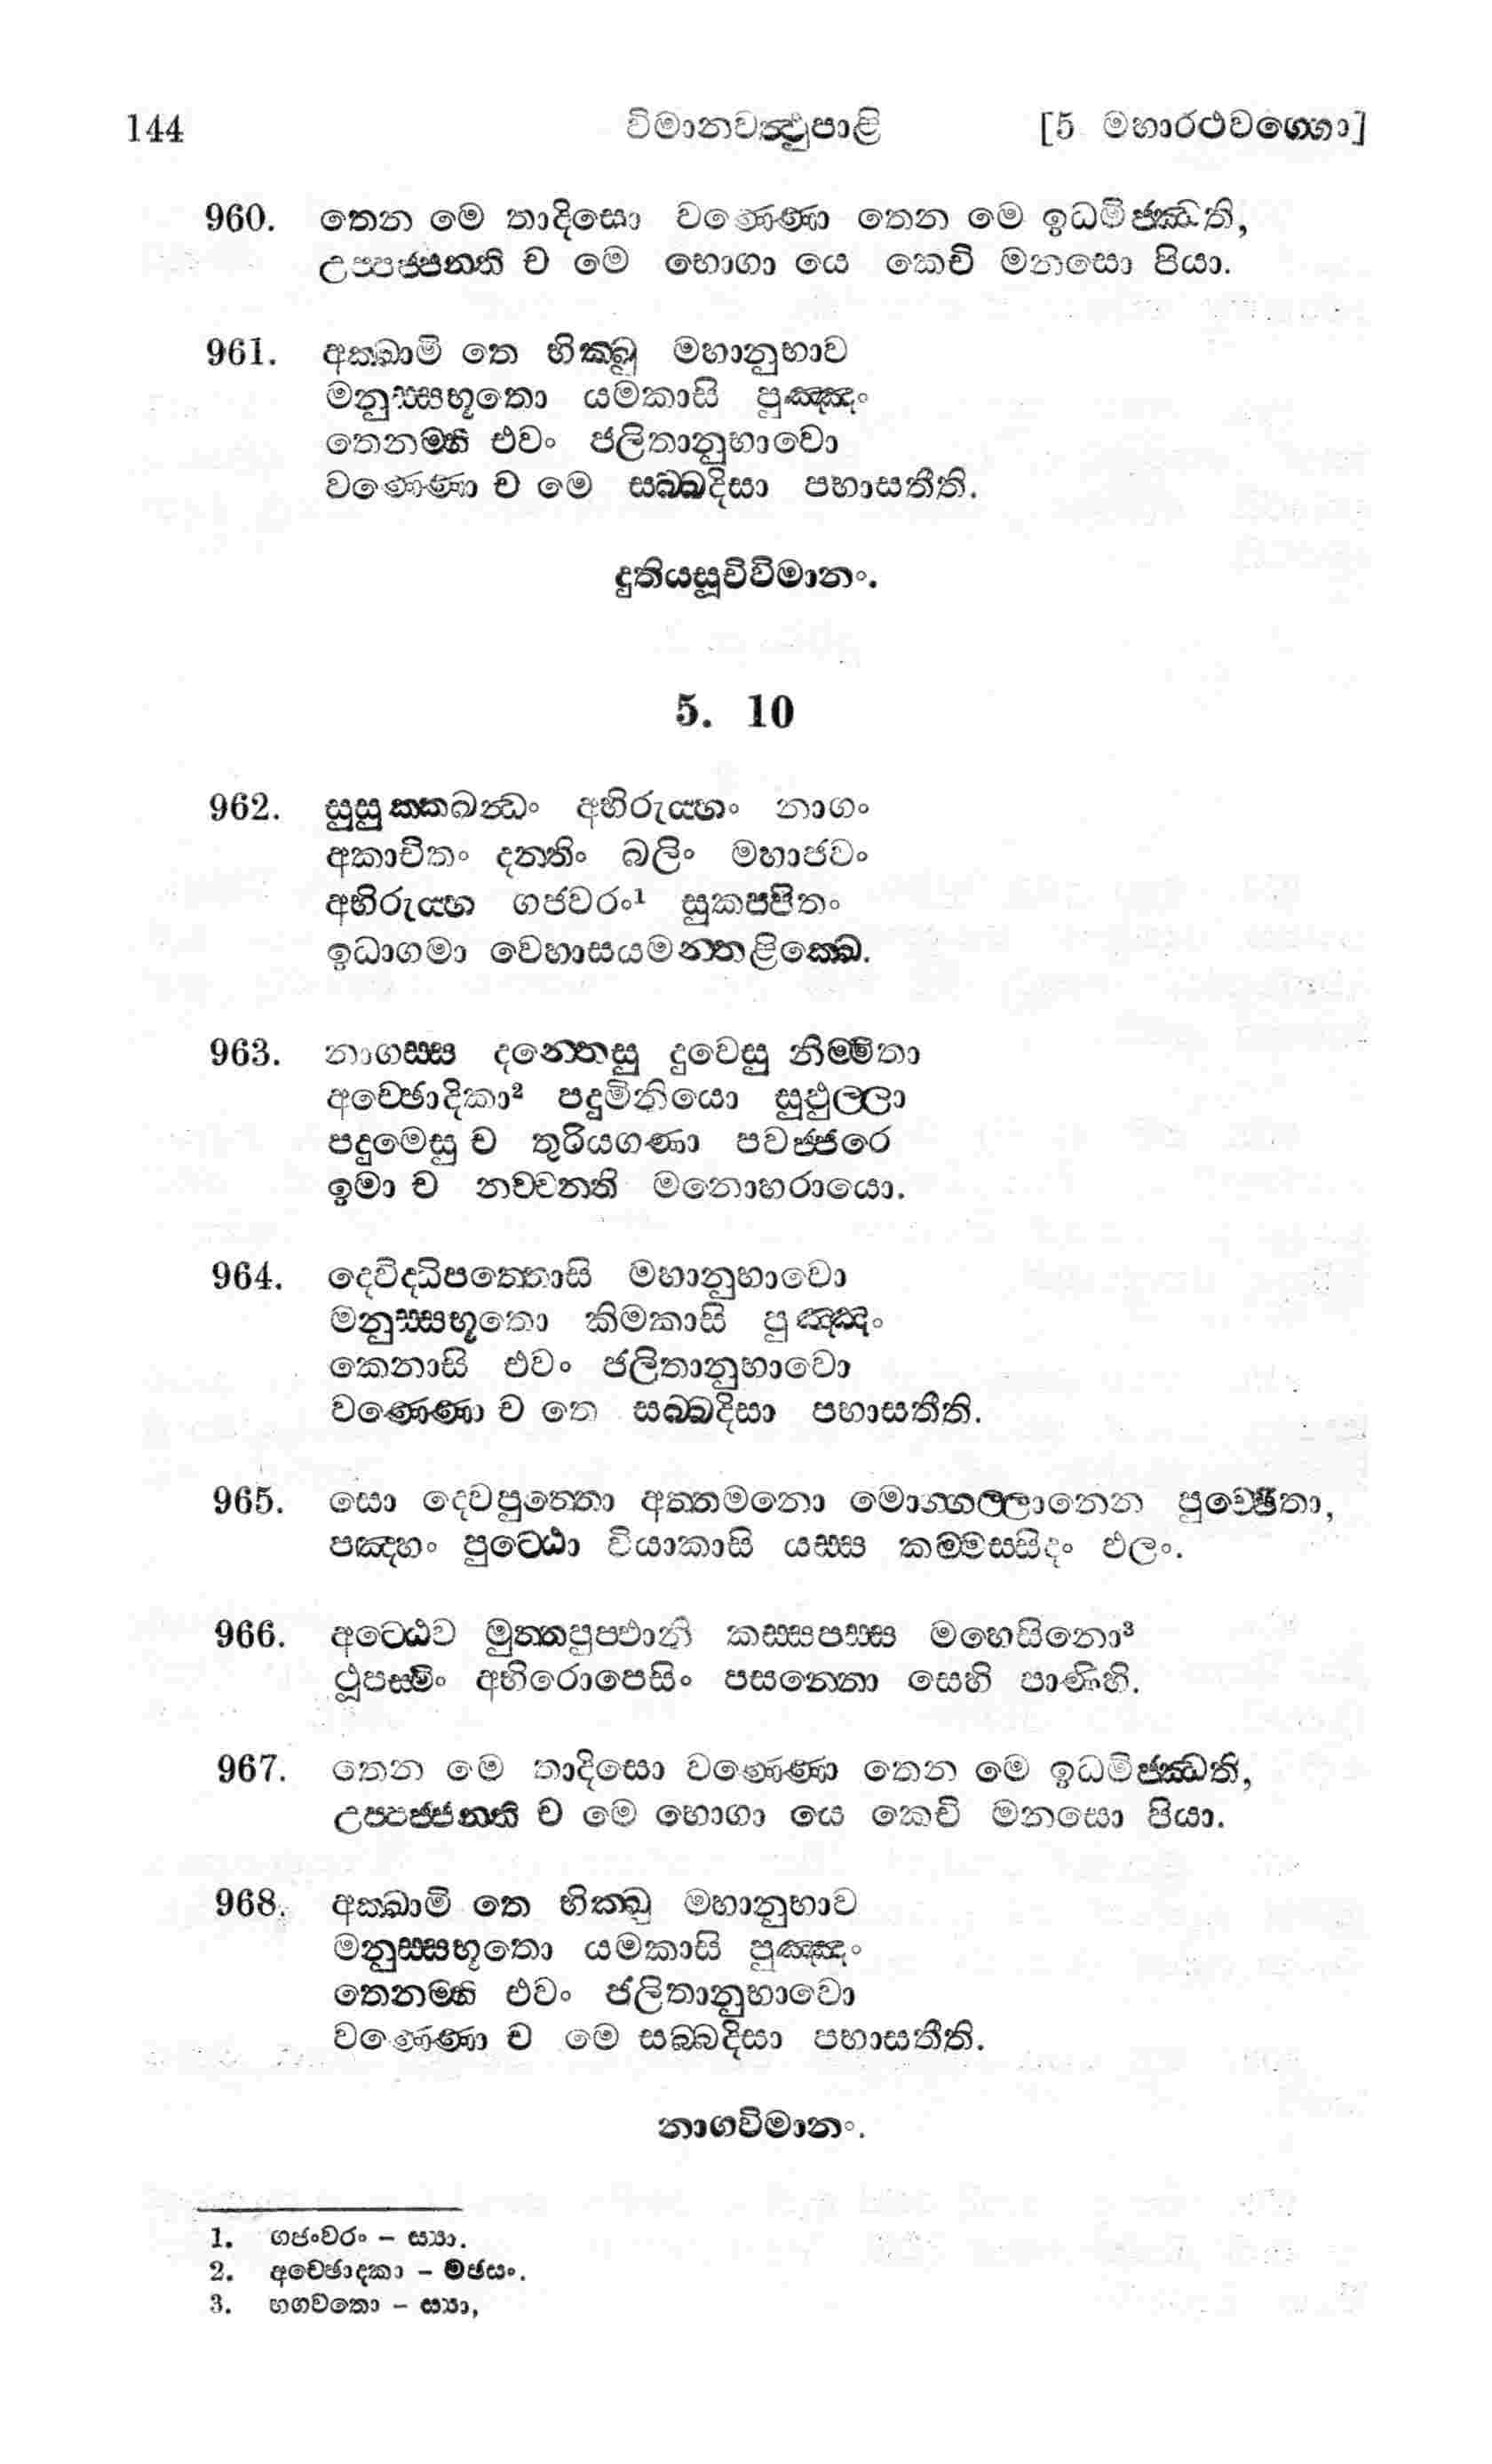 144 විමානවත්‍ථුපාළි [5 මහාරථවග්ගො]
960. තෙන මෙ තාදිසො වණ්ණො තෙන මෙ ඉධමිජ්ඣති,
උප්පජ්ජන්ති ච මෙ භොගා යෙ කෙචි මනසො පියා.
961. අක්ඛාමි තෙ භික්ඛු මහානුභාව
මනුස්සභූතො යමකාසි පුඤ්ඤං
තෙනම්හි එවං ජලිතානුභාවො
වණ්ණො ච මෙ සබ්බදිසා පභාසතීති.
දුතියසූචිවිමානං.
5. 10
962. සුසුක්කඛන්ධං අභිරුය්හං නාගං
අකාචිනං දන්තිං බලිං මහාජවං
අභිරුය්හ ගජවරං1 සුකප්පිතං
ඉධාගමා වෙහාසයමන්තළික්ඛෙ.
963. නාගස්ස දන්තෙසු දුවෙසු නිම්මිතා
අච්ඡොදිකා2 පදුමිනියො සුඵුල්ලා
පදුමෙසු ච තුරියගණා පවජ්ජරෙ
ඉමා ච නච්චන්ති මනොහරායො.
964. දෙවිද්ධිපත්තොසි මහානුභාවො
මනුස්සභූතො කිමකාසි පුඤ්ඤං
කෙනාසි එවං ජලිතානුභාවො
වණ්ණො ච තෙ සබ්බදිසා පභාසතීති.
965. සො දෙවපුත්තො අත්තමනො මොග්ගල්ලානෙන පුච්ඡිතො,
පඤ්හං පුට්ඨො වියාකාසි යස්ස කම්මස්සිදං ඵලං.
966. අට්ඨෙව මුත්තපුප්ඵානි කස්සපස්ස මහෙසිනො3
ථූපස්මිං අභිරොපෙසිං පසන්නො සෙහි පාණිහි.
967. තෙන මෙ තාදිසො වණ්ණො තෙන මෙ ඉධමිජ්ඣති,
උප්පජ්ජන්ති ච මෙ භොගා යෙ කෙචි මනසො පියා.
968. අක්ඛාමි තෙ භික්ඛු මහානුභාව
මනුස්සභූතො යමකාසි පුඤ්ඤං
තෙනම්හි එවං ජලිතානුභාවො
වණ්ණො ච මෙ සබ්බදිසා පභාසතීති.
නාගවිමානං.
1. ගජංවරං – ස්‍යා.
2. අච්ඡොදකා – මඡසං.
3. භගවතො – ස්‍යා,